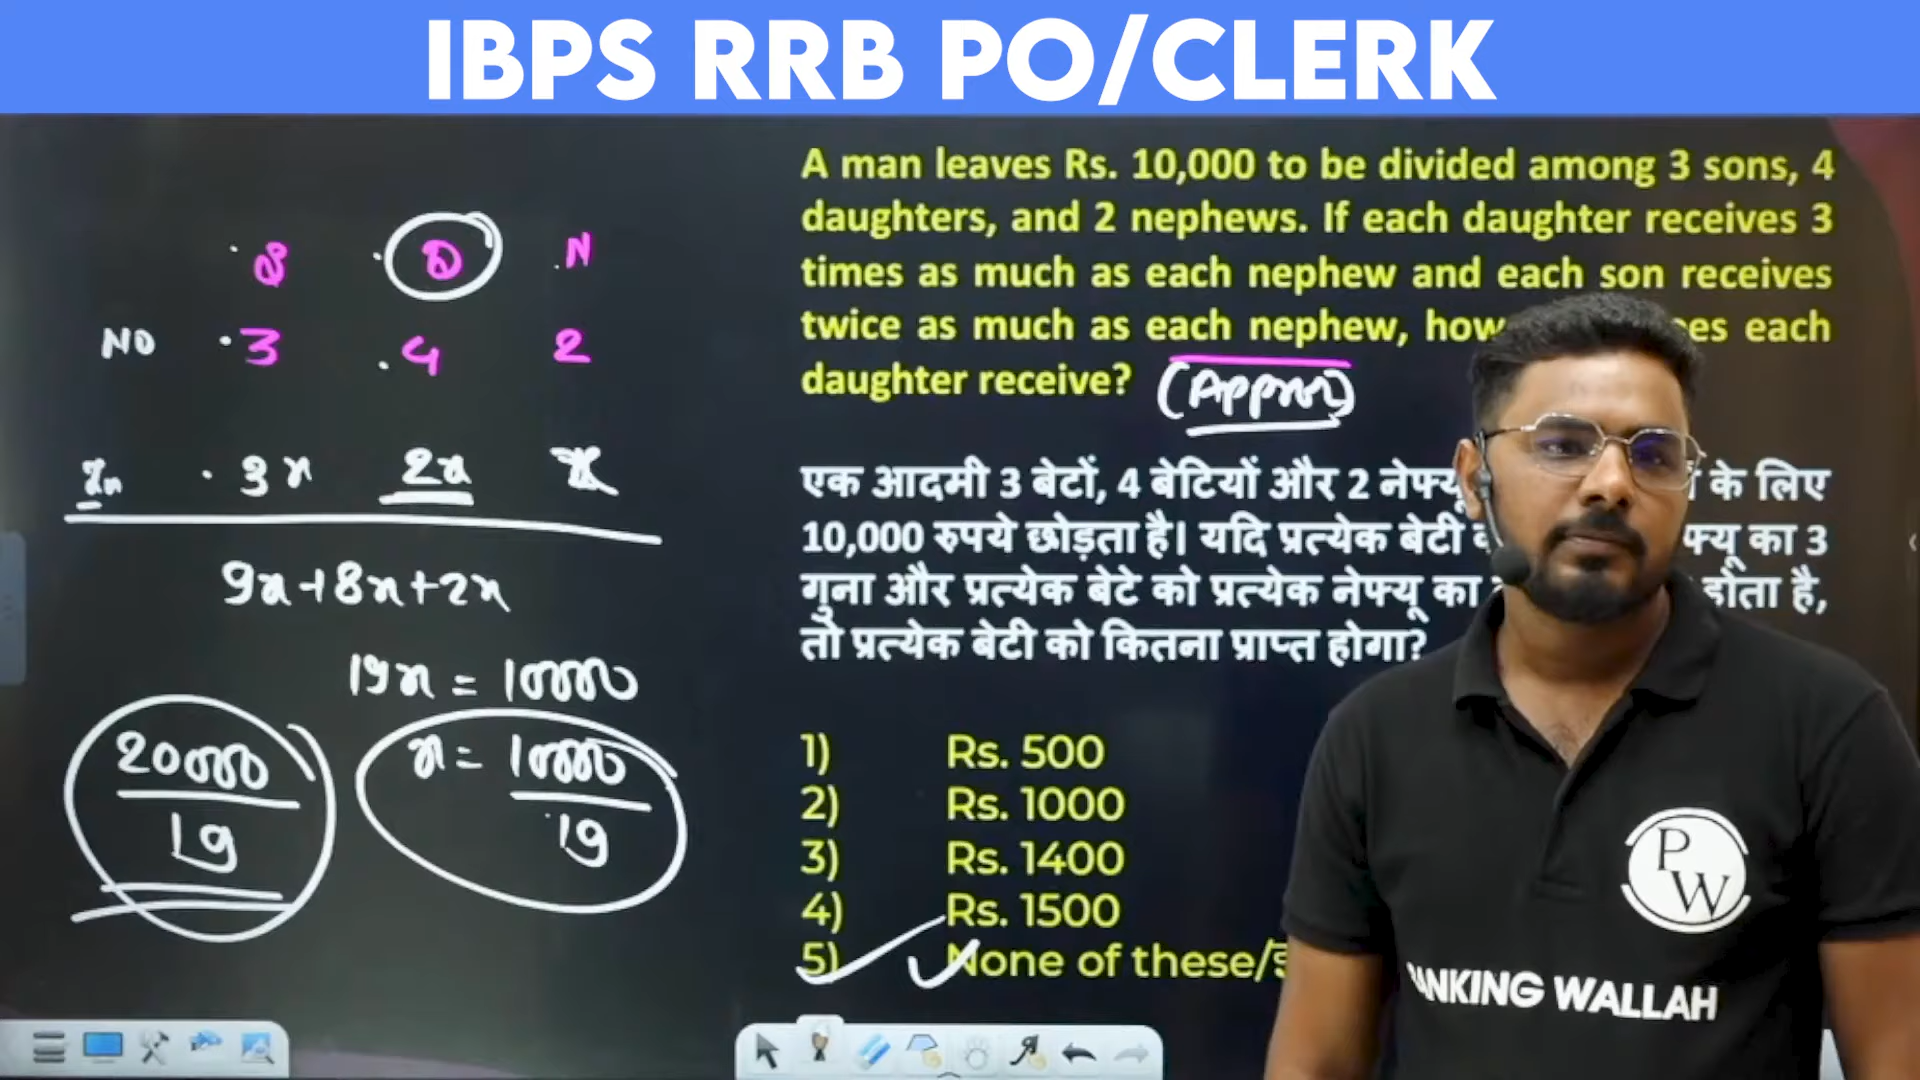 IBPS RRB PO/CLERK
A man leaves Rs. 10,000 to be divided among 3 sons, 4
daughters, and 2 nephews. If each daughter receives 3
times as much as each nephew and each son receives
twice as much as each nephew, how each
daughter receive? (Approx)
एक आदमी 3 बेटों, 4 बेटियों और 2 के लिए
10,000 रुपये छोड़ता है। यदि प्रत्येक बेटी का 3
गुना और प्रत्येक बेटे को प्रत्येक नेफ्यू का होता है,
तो प्रत्येक बेटी को कितना प्राप्त होगा?
1) Rs. 500
2) Rs. 1000
3) Rs. 1400
4) Rs. 1500
5) None of these/
S D N
NO 3 4 2
3x 2x x
9x+8x+2x
19x = 10000
x = 10000
19
20000
19
PW
BANKING WALLAH